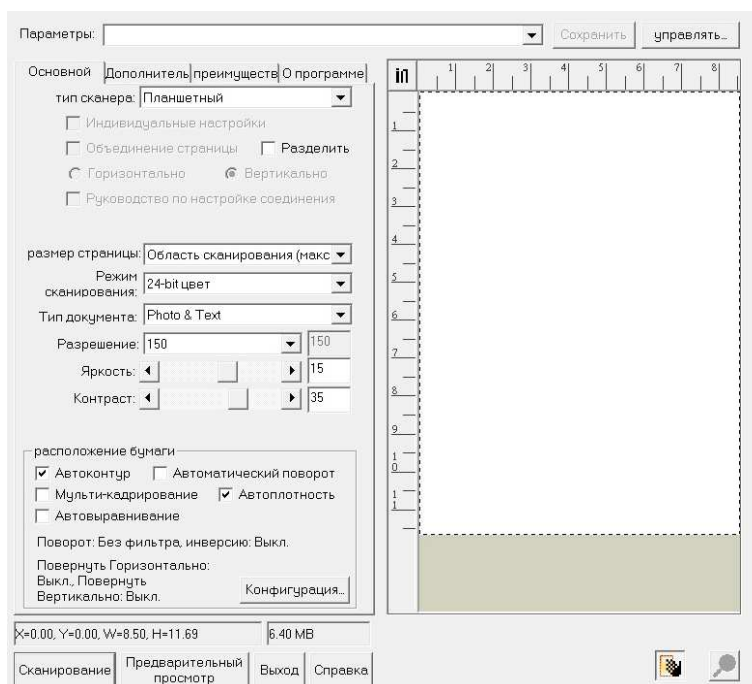 Параметры:
Сохранить
управлять...
Основной Дополнитель преимуществ О программе
тип сканера: Планшетный
Индивидуальные настройки
Объединение страницы Разделить
Горизонтально Вертикально
Руководство по настройке соединения
размер страницы: Область сканирования (макс
Режим
сканирования: 24-bit цвет
Тип документа: Photo & Text
Разрешение: 150 150
Яркость: 15
Контраст: 35
расположение бумаги
Автоконтур Автоматический поворот
Мульти-кадрирование Автоплотность
Автовыравнивание
Поворот: Без фильтра, инверсию: Выкл.
Повернуть Горизонтально:
Выкл., Повернуть
Вертикально: Выкл.
Конфигурация...
X=0.00, Y=0.00, W=8.50, H=11.69 6.40 MB
Сканирование
Предварительный
просмотр
Выход
Справка
in 1 2 3 4 5 6 7 8
1
2
3
4
5
6
7
8
9
10
11